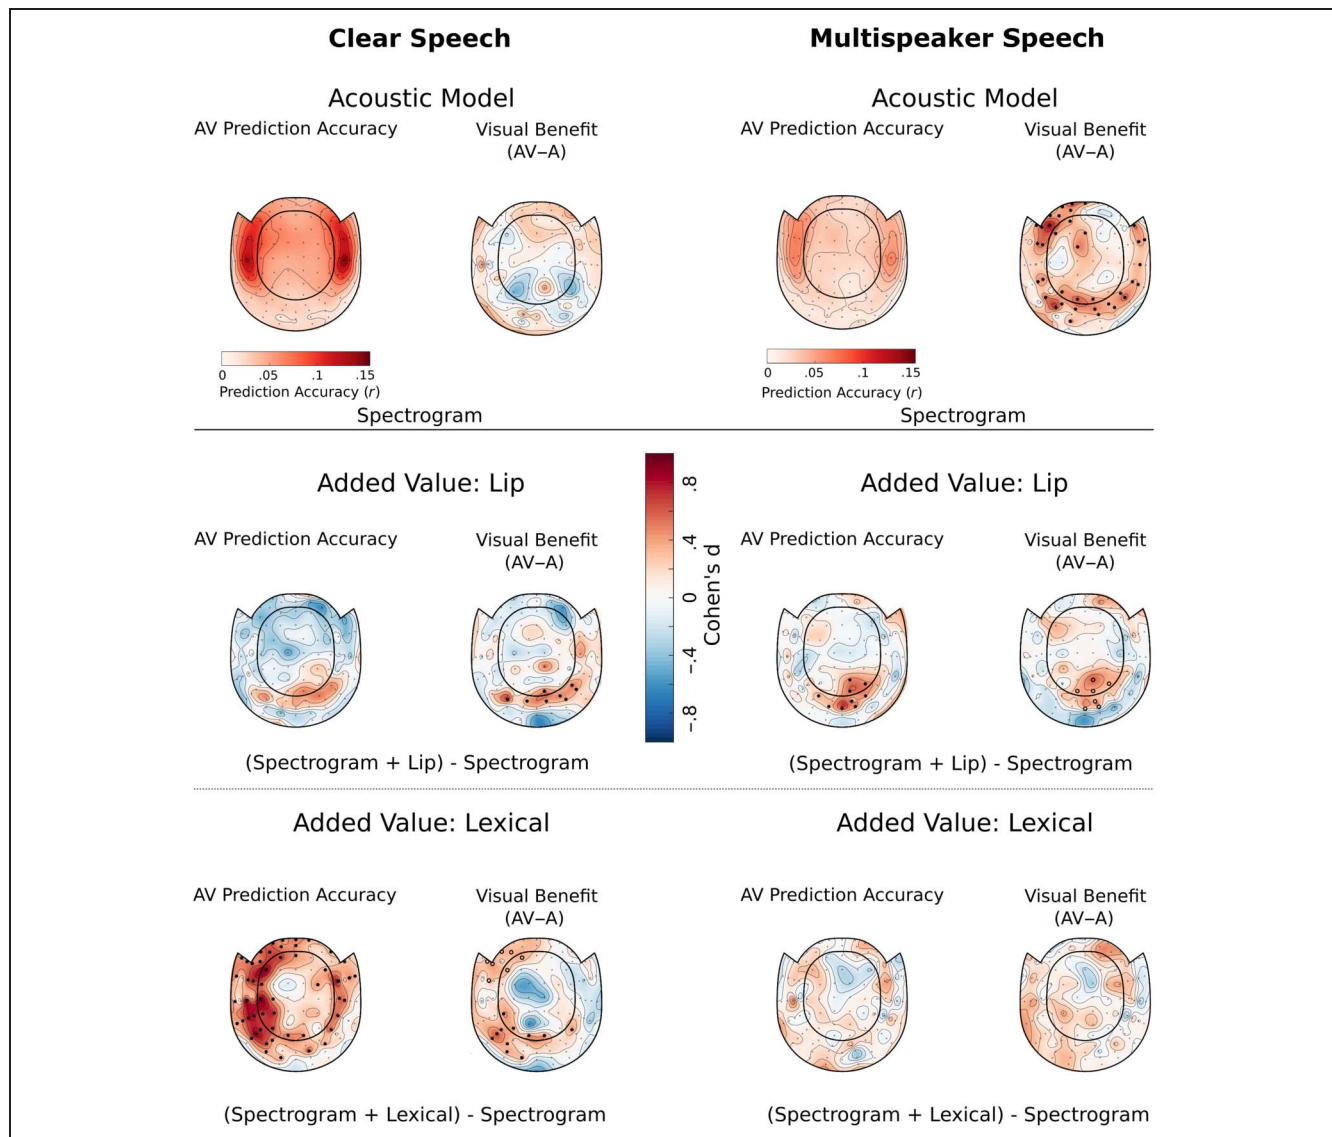 Clear Speech
Multispeaker Speech
Acoustic Model
Acoustic Model
AV Prediction Accuracy
Visual Benefit
(AV–A)
AV Prediction Accuracy
Visual Benefit
(AV–A)
0 .05 .1 .15
Prediction Accuracy (r)
0 .05 .1 .15
Prediction Accuracy (r)
Spectrogram
Spectrogram
Added Value: Lip
Added Value: Lip
AV Prediction Accuracy
Visual Benefit
(AV–A)
.8
.4
0
-.4
-.8
Cohen's d
AV Prediction Accuracy
Visual Benefit
(AV–A)
(Spectrogram + Lip) - Spectrogram
(Spectrogram + Lip) - Spectrogram
Added Value: Lexical
Added Value: Lexical
AV Prediction Accuracy
Visual Benefit
(AV–A)
AV Prediction Accuracy
Visual Benefit
(AV–A)
(Spectrogram + Lexical) - Spectrogram
(Spectrogram + Lexical) - Spectrogram